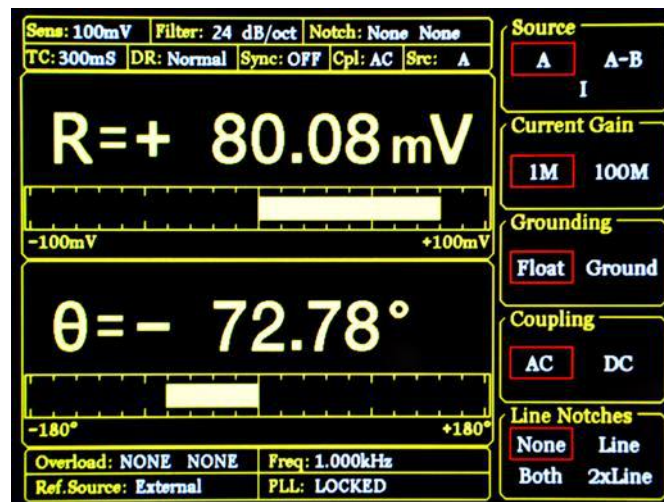 Sens: 100mV Filter: 24 dB/oct Notch: None None
TC: 300mS DR: Normal Sync: OFF Cpl: AC Src: A
R=+ 80.08 mV
-100mV +100mV
θ=- 72.78°
-180° +180°
Overload: NONE NONE Freq: 1.000kHz
Ref.Source: External PLL: LOCKED
Source
A A-B
I
Current Gain
1M 100M
Grounding
Float Ground
Coupling
AC DC
Line Notches
None Line
Both 2xLine